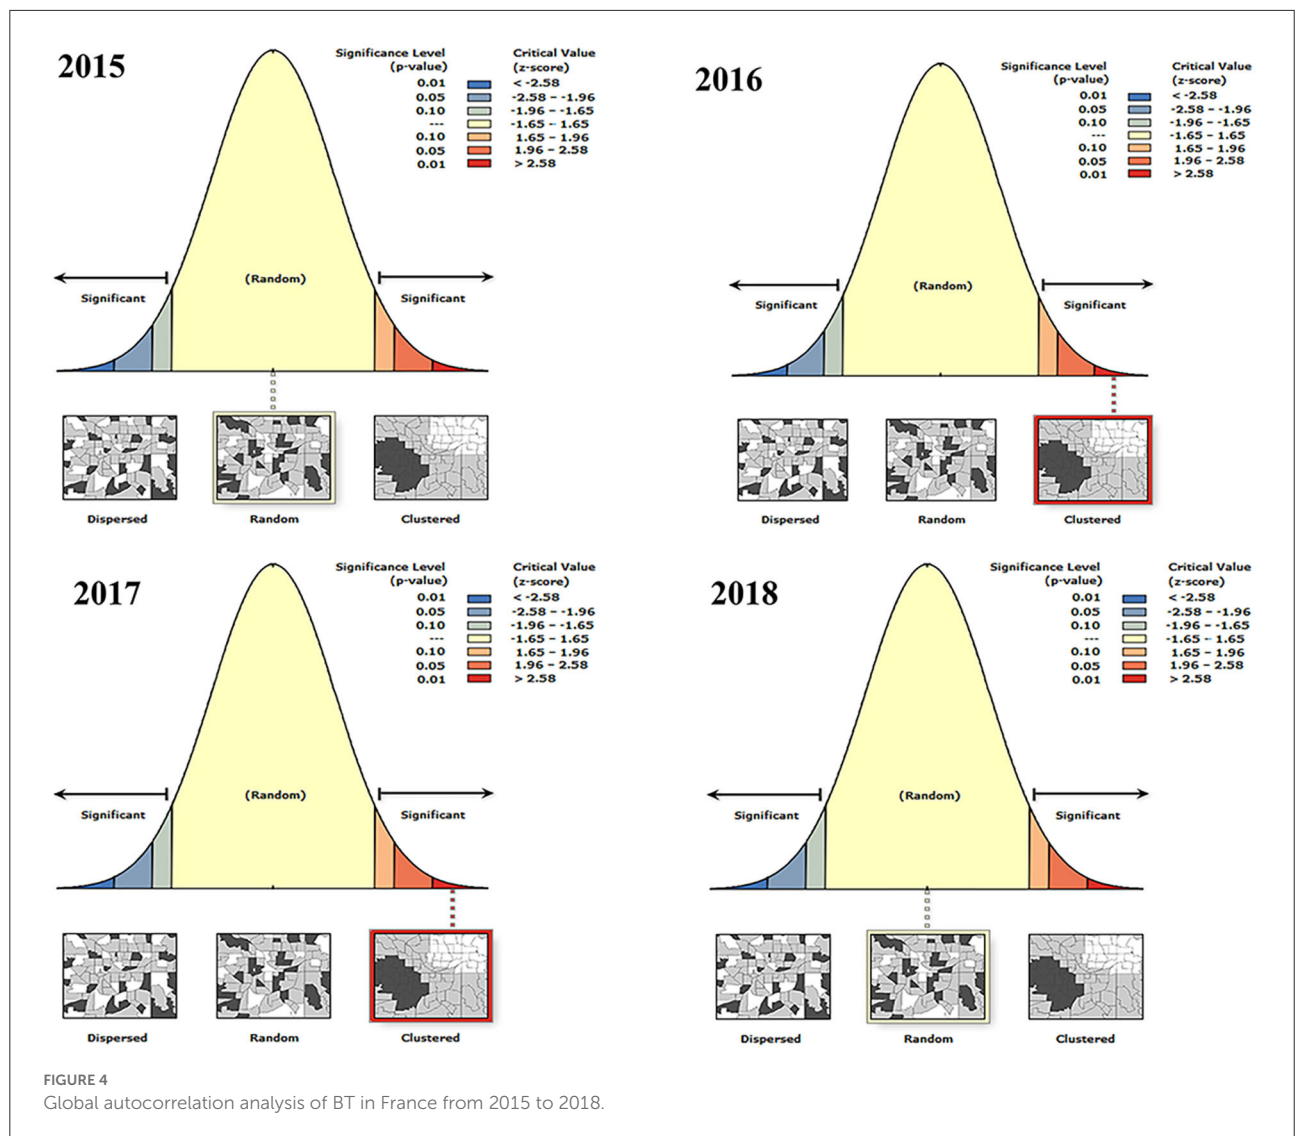 2015
Significance Level
(p-value)
Critical Value
(z-score)
0.01 < -2.58
0.05 -2.58 – -1.96
0.10 -1.96 – -1.65
--- -1.65 – 1.65
0.10 1.65 – 1.96
0.05 1.96 – 2.58
0.01 > 2.58
(Random)
Significant
Significant
Dispersed
Random
Clustered
2016
Significance Level
(p-value)
Critical Value
(z-score)
0.01 < -2.58
0.05 -2.58 – -1.96
0.10 -1.96 – -1.65
--- -1.65 – 1.65
0.10 1.65 – 1.96
0.05 1.96 – 2.58
0.01 > 2.58
(Random)
Significant
Significant
Dispersed
Random
Clustered
2017
Significance Level
(p-value)
Critical Value
(z-score)
0.01 < -2.58
0.05 -2.58 – -1.96
0.10 -1.96 – -1.65
--- -1.65 – 1.65
0.10 1.65 – 1.96
0.05 1.96 – 2.58
0.01 > 2.58
(Random)
Significant
Significant
Dispersed
Random
Clustered
2018
Significance Level
(p-value)
Critical Value
(z-score)
0.01 < -2.58
0.05 -2.58 – -1.96
0.10 -1.96 – -1.65
--- -1.65 – 1.65
0.10 1.65 – 1.96
0.05 1.96 – 2.58
0.01 > 2.58
(Random)
Significant
Significant
Dispersed
Random
Clustered
FIGURE 4
Global autocorrelation analysis of BT in France from 2015 to 2018.